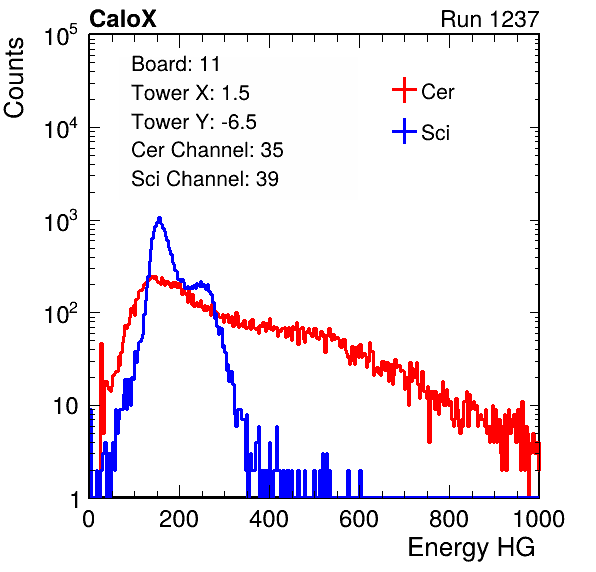 CaloX
Run 1237
Counts
10^5
10^4
10^3
10^2
10
1
Board: 11
Tower X: 1.5
Tower Y: -6.5
Cer Channel: 35
Sci Channel: 39
Cer
Sci
0 200 400 600 800 1000
Energy HG